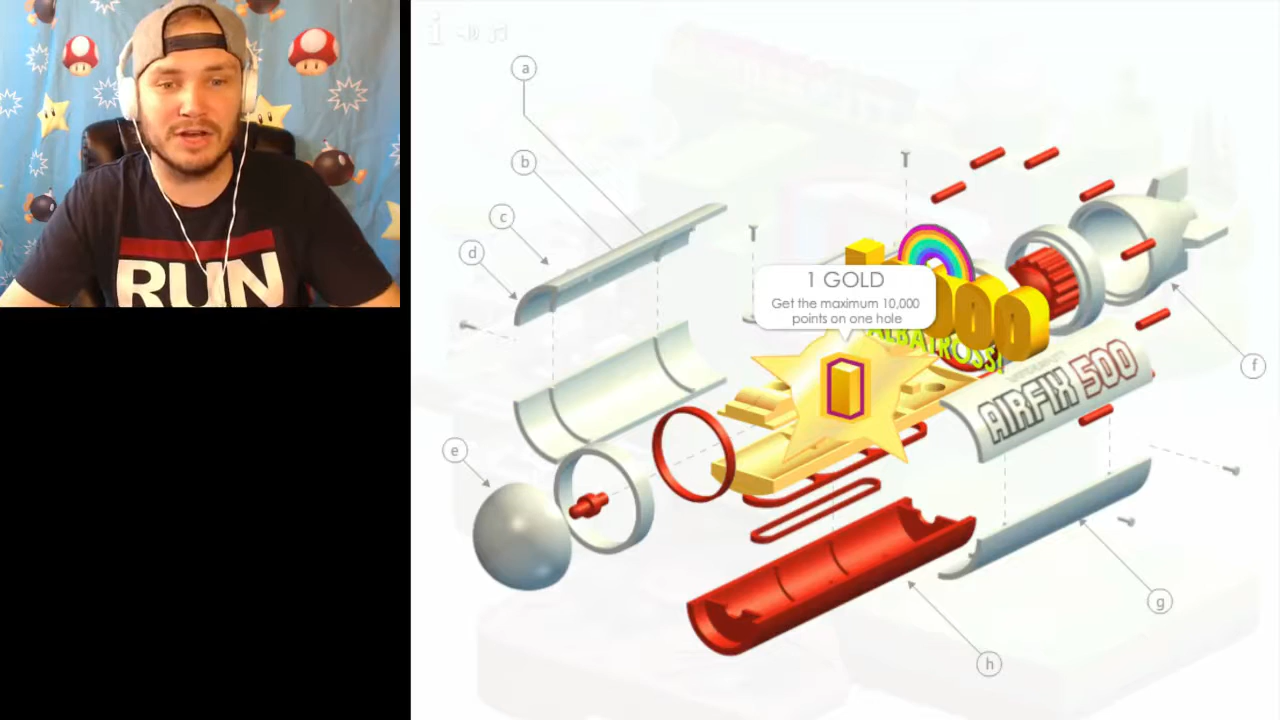 a
b
c
d
1 GOLD
Get the maximum 10,000
points on one hole
ALBATROSS!
AIRFIX 500
e
f
g
h
RUN